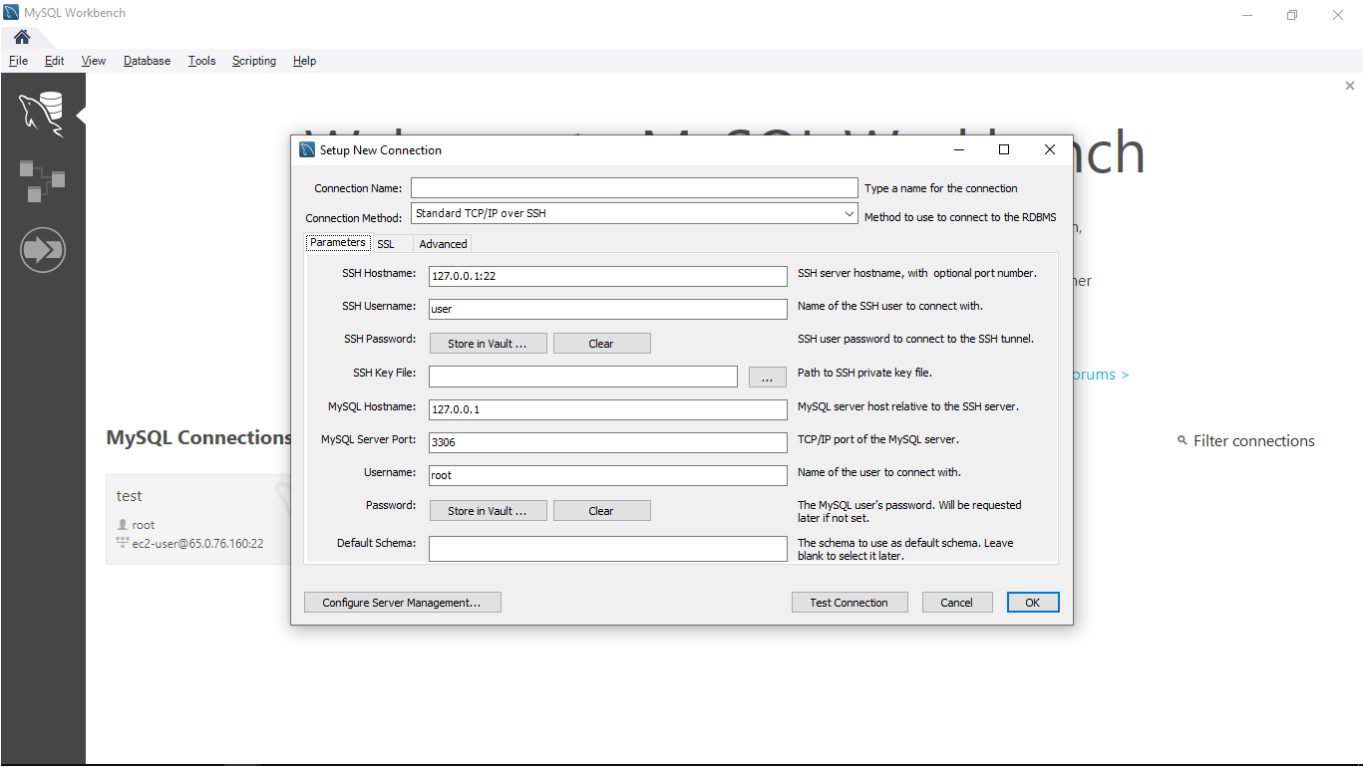 MySQL Workbench
File Edit View Database Tools Scripting Help
Setup New Connection
Connection Name: Type a name for the connection
Connection Method: Standard TCP/IP over SSH Method to use to connect to the RDBMS
Parameters SSL Advanced
SSH Hostname: 127.0.0.1:22 SSH server hostname, with optional port number.
SSH Username: user Name of the SSH user to connect with.
SSH Password: Store in Vault ... Clear SSH user password to connect to the SSH tunnel.
SSH Key File: ... Path to SSH private key file.
MySQL Hostname: 127.0.0.1 MySQL server host relative to the SSH server.
MySQL Server Port: 3306 TCP/IP port of the MySQL server.
Username: root Name of the user to connect with.
Password: Store in Vault ... Clear The MySQL user's password. Will be requested
later if not set.
Default Schema: The schema to use as default schema. Leave
blank to select it later.
Configure Server Management... Test Connection Cancel OK
MySQL Connections
Filter connections
test
root
ec2-user@65.0.76.160:22